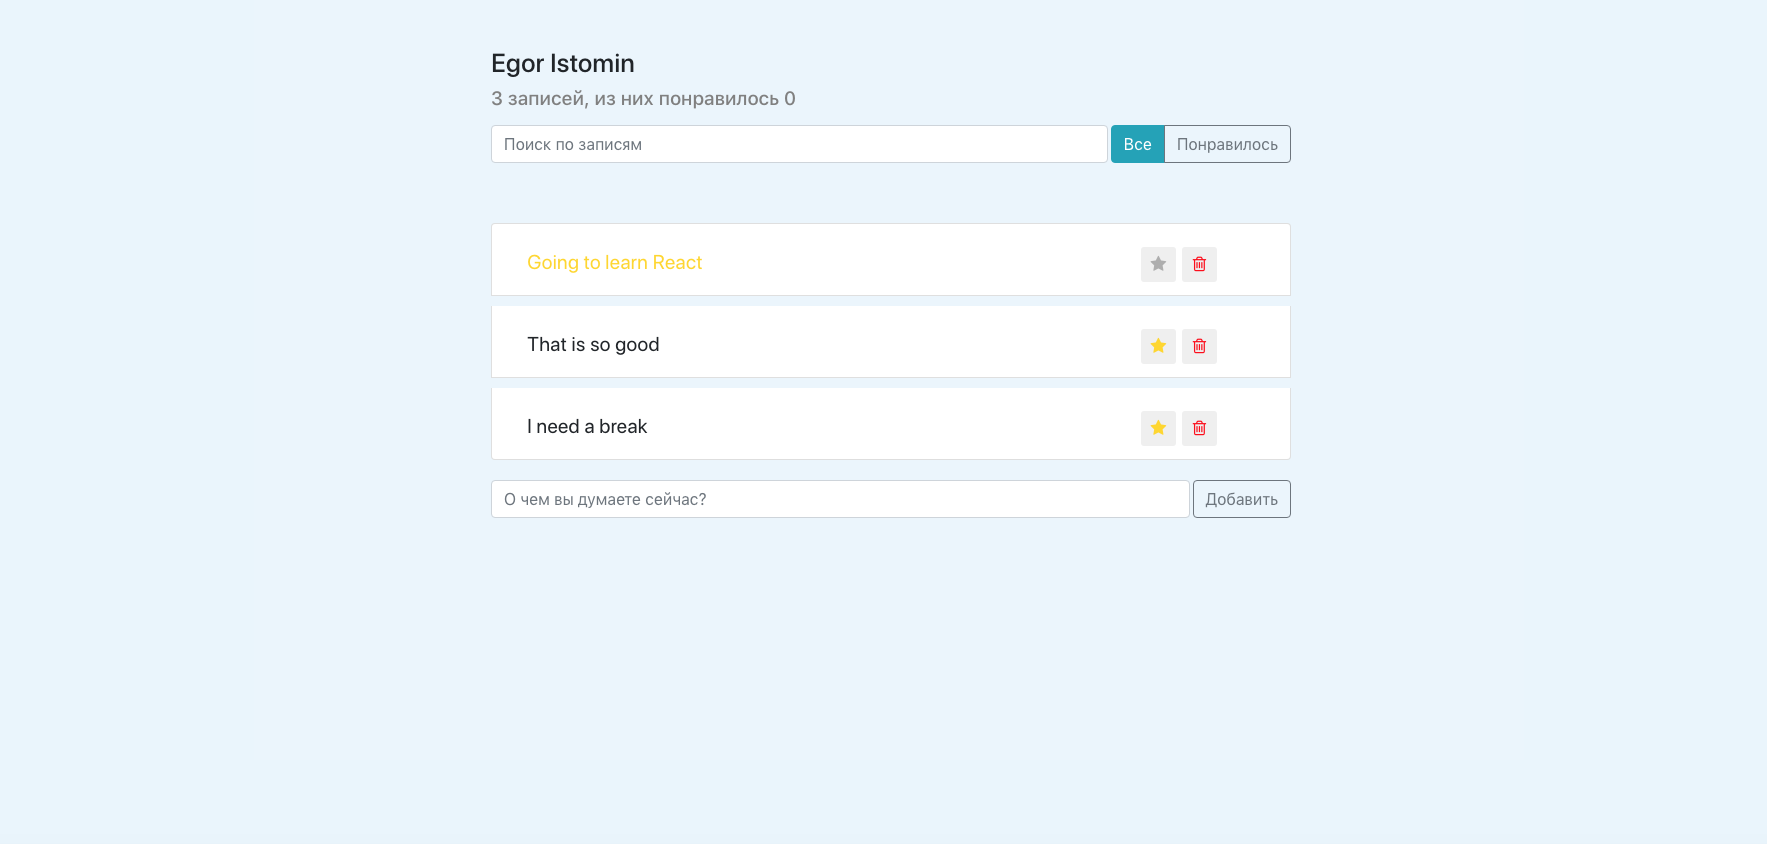 Egor Istomin
3 записей, из них понравилось 0
Поиск по записям
Все
Понравилось
Going to learn React
That is so good
I need a break
О чем вы думаете сейчас?
Добавить